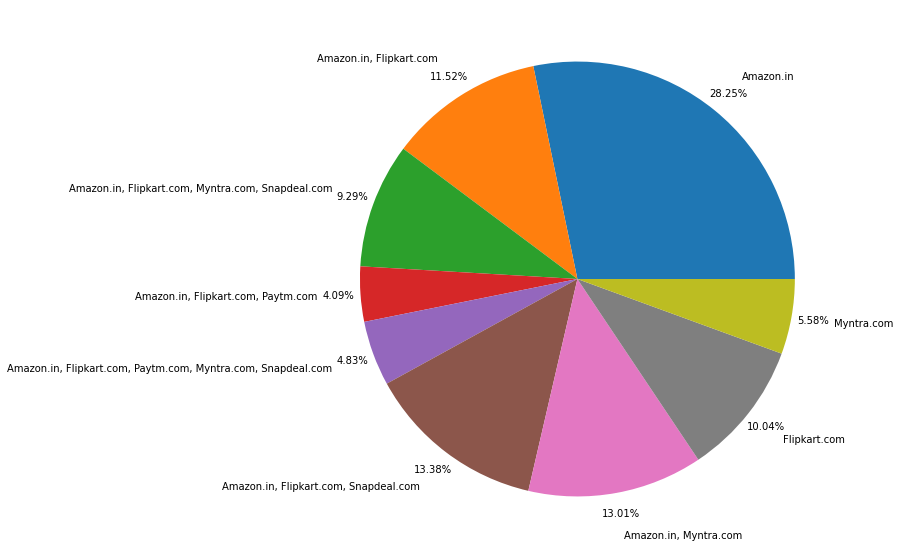 Amazon.in, Flipkart.com
11.52%
Amazon.in
28.25%
Amazon.in, Flipkart.com, Myntra.com, Snapdeal.com
9.29%
Amazon.in, Flipkart.com, Paytm.com
4.09%
5.58%
Myntra.com
Amazon.in, Flipkart.com, Paytm.com, Myntra.com, Snapdeal.com
4.83%
10.04%
Flipkart.com
13.38%
Amazon.in, Flipkart.com, Snapdeal.com
13.01%
Amazon.in, Myntra.com